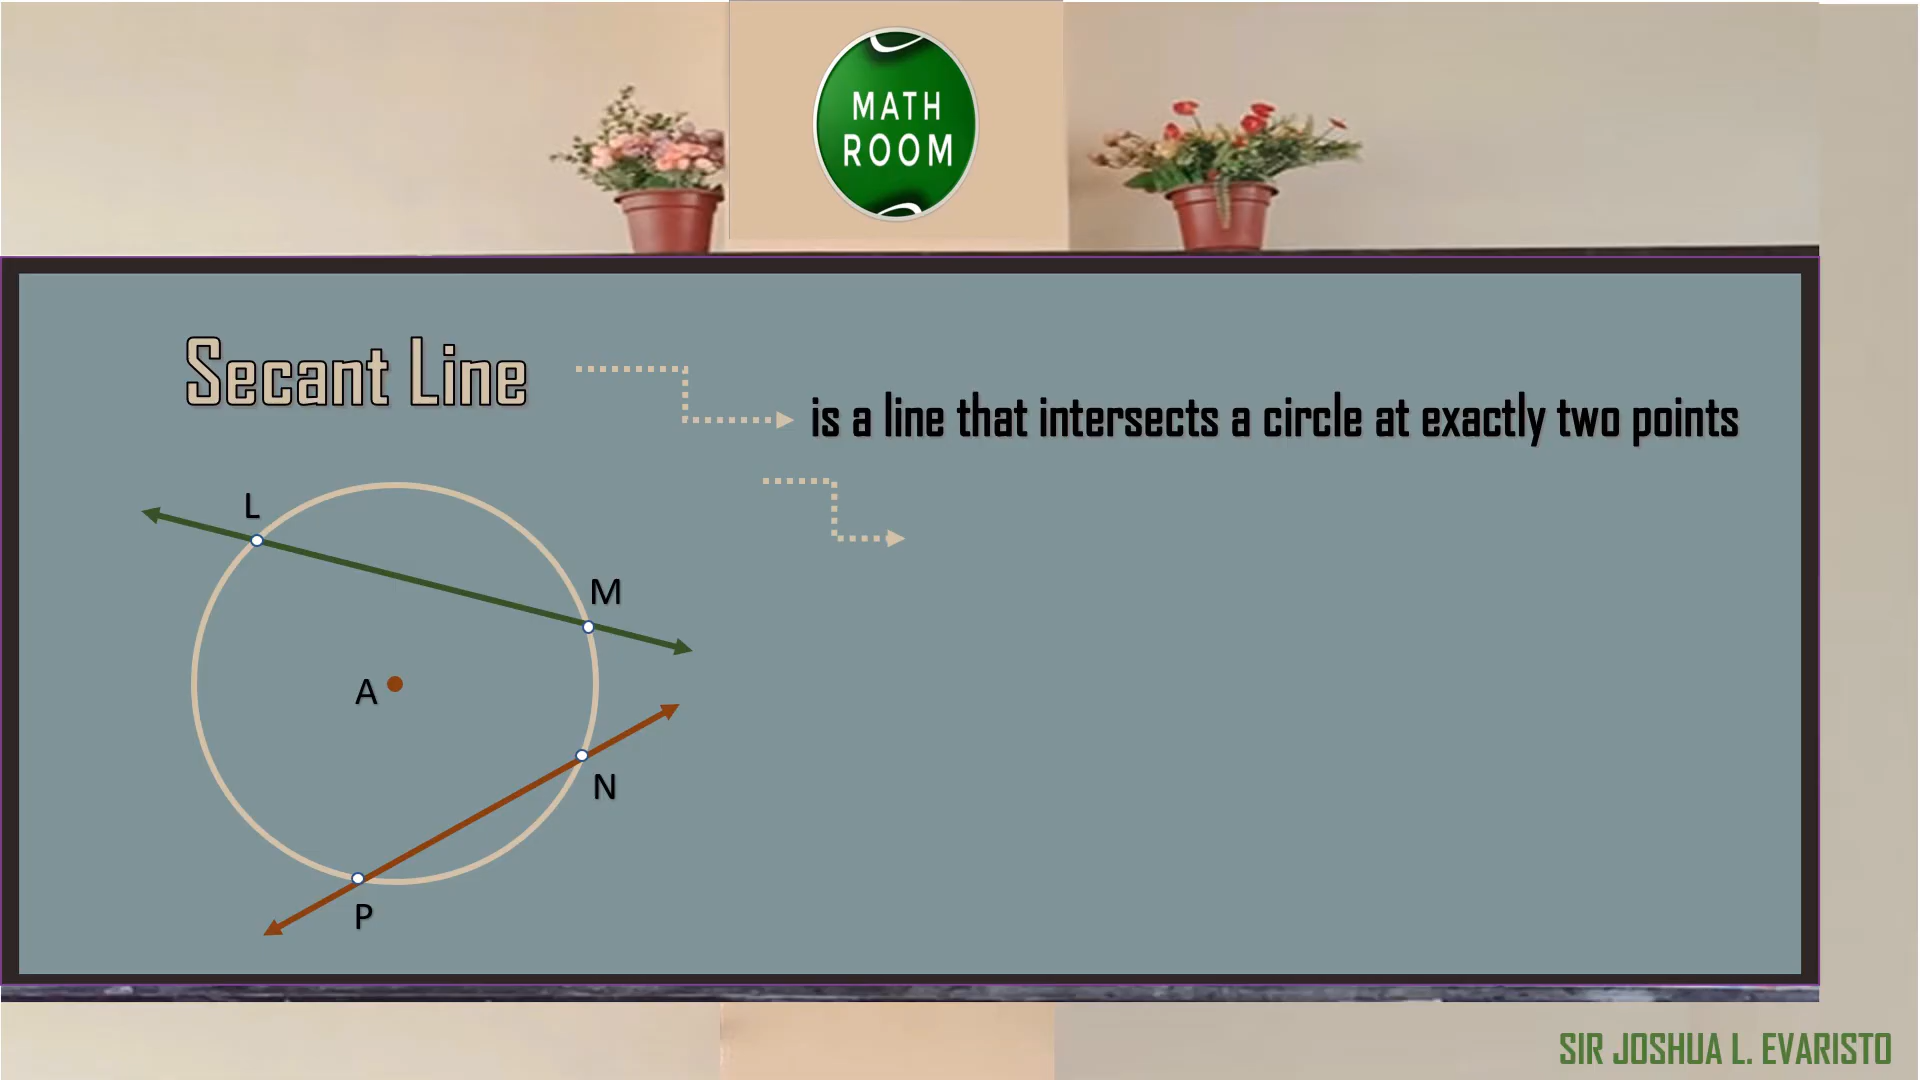 MATH
ROOM
Secant Line
is a line that intersects a circle at exactly two points
L
M
A
N
P
SIR JOSHUA L. EVARISTO